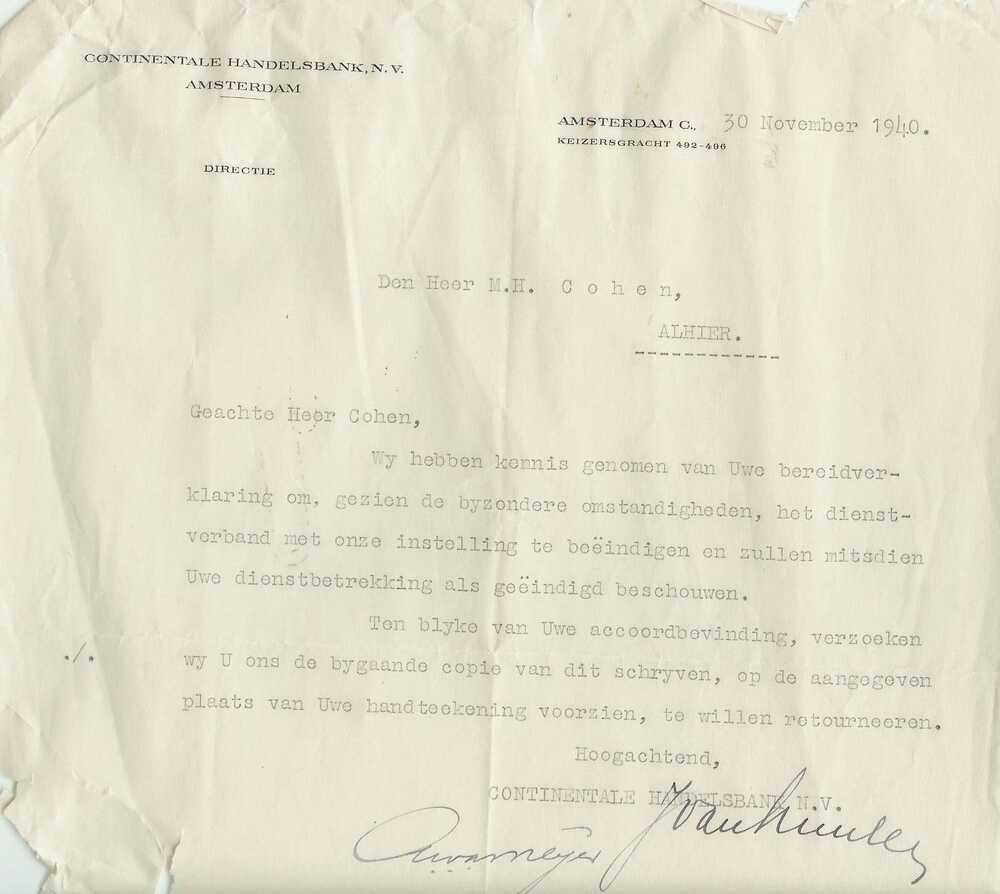 CONTINENTALE HANDELSBANK, N.V.
AMSTERDAM
DIRECTIE
AMSTERDAM C., 30 November 1940.
KEIZERSGRACHT 492-496
Den Heer M.H. C o h e n,
ALHIER.
Geachte Heer Cohen,
Wy hebben kennis genomen van Uwe bereidver-
klaring om, gezien de byzondere omstandigheden, het dienst-
verband met onze instelling te beëindigen en zullen mitsdien
Uwe dienstbetrekking als geëindigd beschouwen.
Ten blyke van Uwe accoordbevinding, verzoeken
./. wy U ons de bygaande copie van dit schryven, op de aangegeven
plaats van Uwe handteekening voorzien, te willen retourneeren.
Hoogachtend,
CONTINENTALE HANDELSBANK N.V.